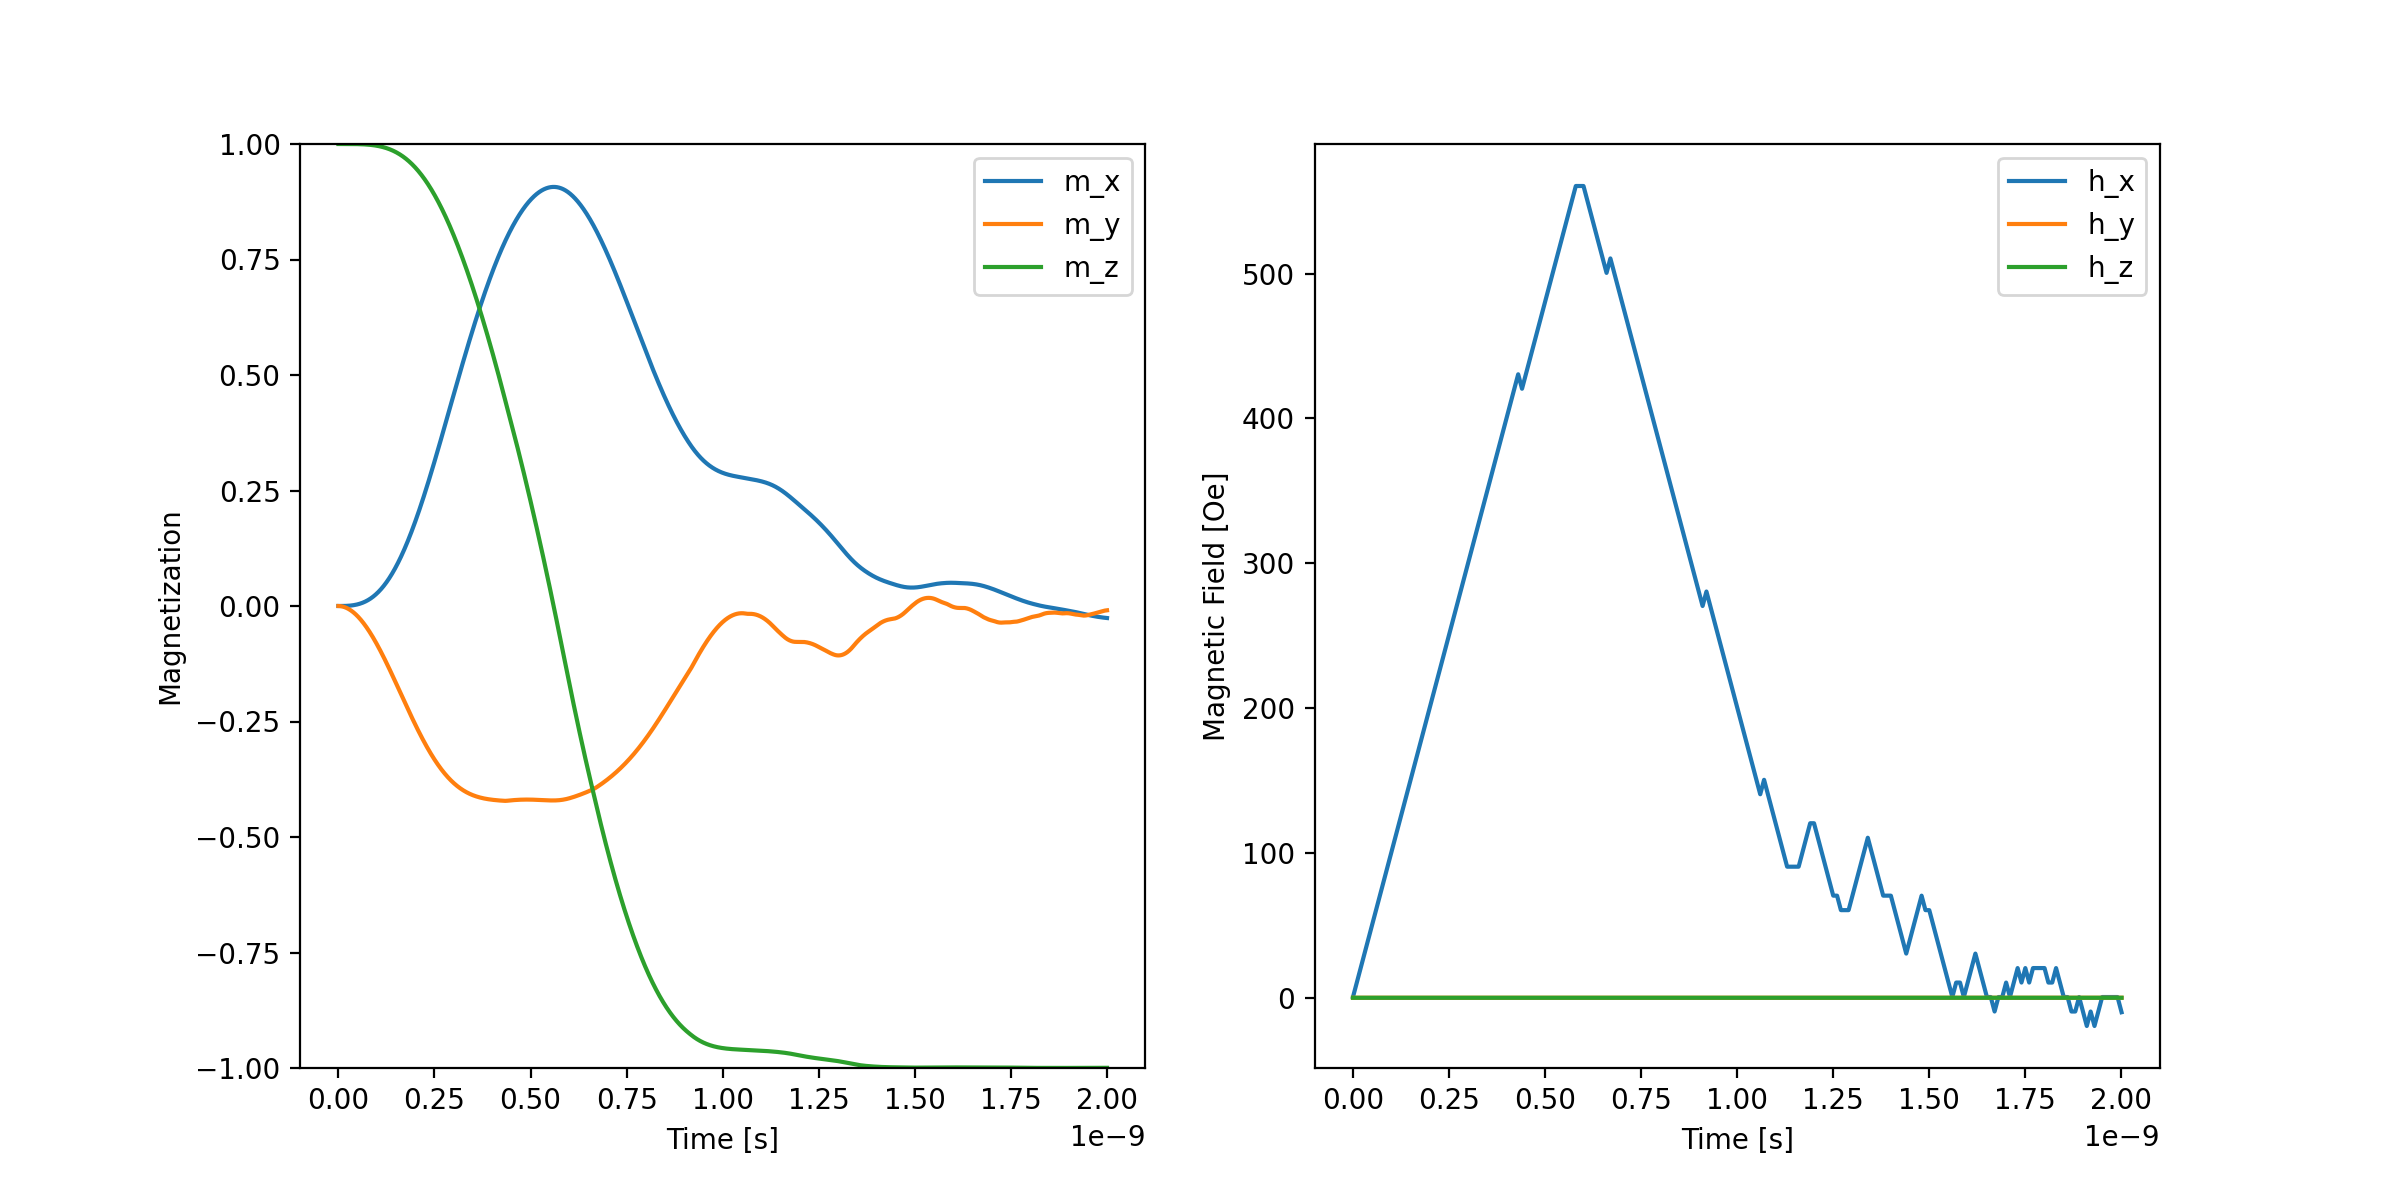 Magnetization
1.00
0.75
0.50
0.25
0.00
−0.25
−0.50
−0.75
−1.00
m_x
m_y
m_z
0.00 0.25 0.50 0.75 1.00 1.25 1.50 1.75 2.00
Time [s]
1e−9
Magnetic Field [Oe]
500
400
300
200
100
0
h_x
h_y
h_z
0.00 0.25 0.50 0.75 1.00 1.25 1.50 1.75 2.00
Time [s]
1e−9